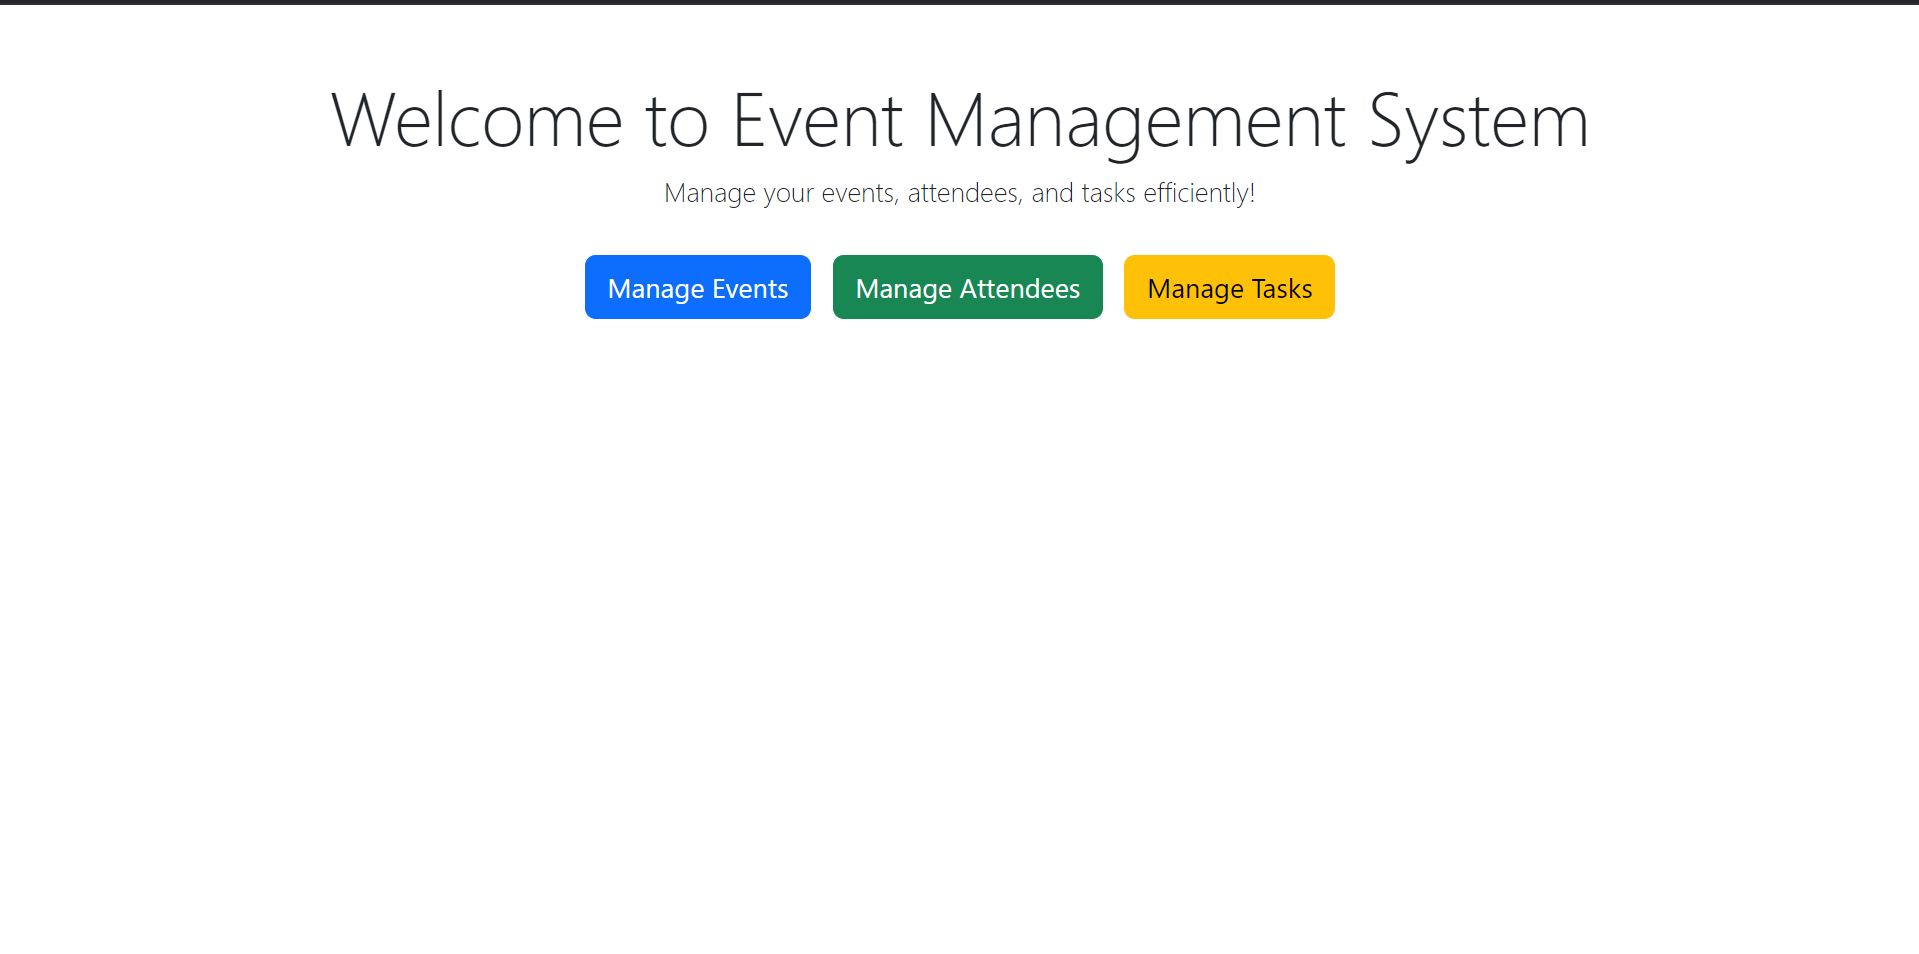 Welcome to Event Management System
Manage your events, attendees, and tasks efficiently!
Manage Events Manage Attendees Manage Tasks